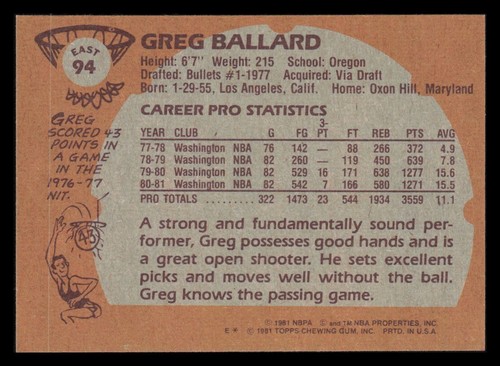 EAST
94
GREG BALLARD
Height: 6'7" Weight: 215 School: Oregon
Drafted: Bullets #1-1977 Acquired: Via Draft
Born: 1-29-55, Los Angeles, Calif. Home: Oxon Hill, Maryland
GREG
SCORED 43
POINTS IN
A GAME
IN THE
1976-77
NIT.
43
CAREER PRO STATISTICS
YEAR CLUB G FG 3-PT FT REB PTS AVG
77-78 Washington NBA 76 142 — 88 266 372 4.9
78-79 Washington NBA 82 260 — 119 450 639 7.8
79-80 Washington NBA 82 529 16 171 638 1271 15.6
80-81 Washington NBA 82 542 7 166 580 1271 15.5
PRO TOTALS 322 1473 23 544 1934 3559 11.1
A strong and fundamentally sound per-
former, Greg possesses good hands and is
a great open shooter. He sets excellent
picks and moves well without the ball.
Greg knows the passing game.
© 1981 NBPA © and TM NBA PROPERTIES, INC.
E * © 1981 TOPPS CHEWING GUM, INC. PRTD. IN U.S.A.